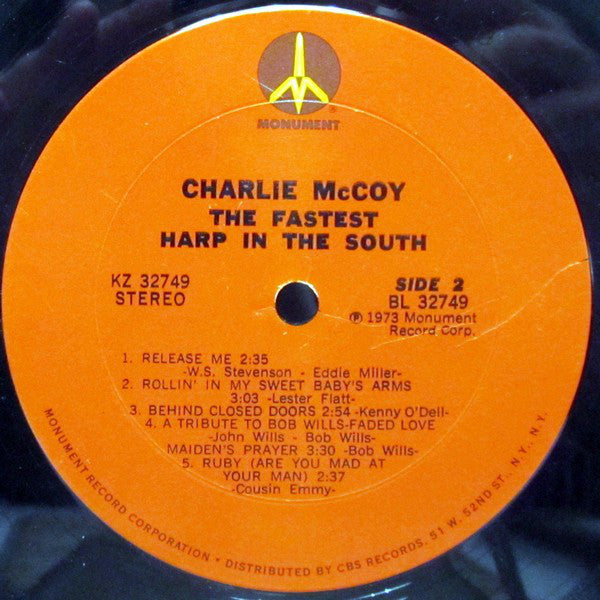 ®
MONUMENT
CHARLIE McCOY
THE FASTEST
HARP IN THE SOUTH
KZ 32749
STEREO
SIDE 2
BL 32749
℗ 1973 Monument
Record Corp.
1. RELEASE ME 2:35
-W.S. Stevenson - Eddie Miller-
2. ROLLIN' IN MY SWEET BABY'S ARMS
3:03 -Lester Flatt-
3. BEHIND CLOSED DOORS 2:54 -Kenny O'Dell-
4. A TRIBUTE TO BOB WILLS-FADED LOVE
-John Wills - Bob Wills-
MAIDEN'S PRAYER 3:30 -Bob Wills-
5. RUBY (ARE YOU MAD AT
YOUR MAN) 2:37
-Cousin Emmy-
MONUMENT RECORD CORPORATION • DISTRIBUTED BY CBS RECORDS, 51 W. 52ND ST., N.Y., N.Y.